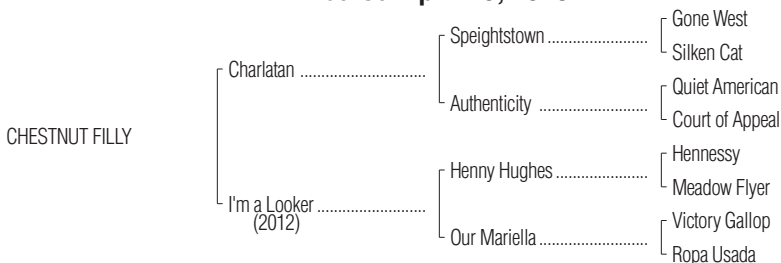 Gone West
Speightstown
Silken Cat
Charlatan
Quiet American
Authenticity
Court of Appeal
CHESTNUT FILLY
Hennessy
Henny Hughes
Meadow Flyer
I'm a Looker
(2012)
Victory Gallop
Our Mariella
Ropa Usada